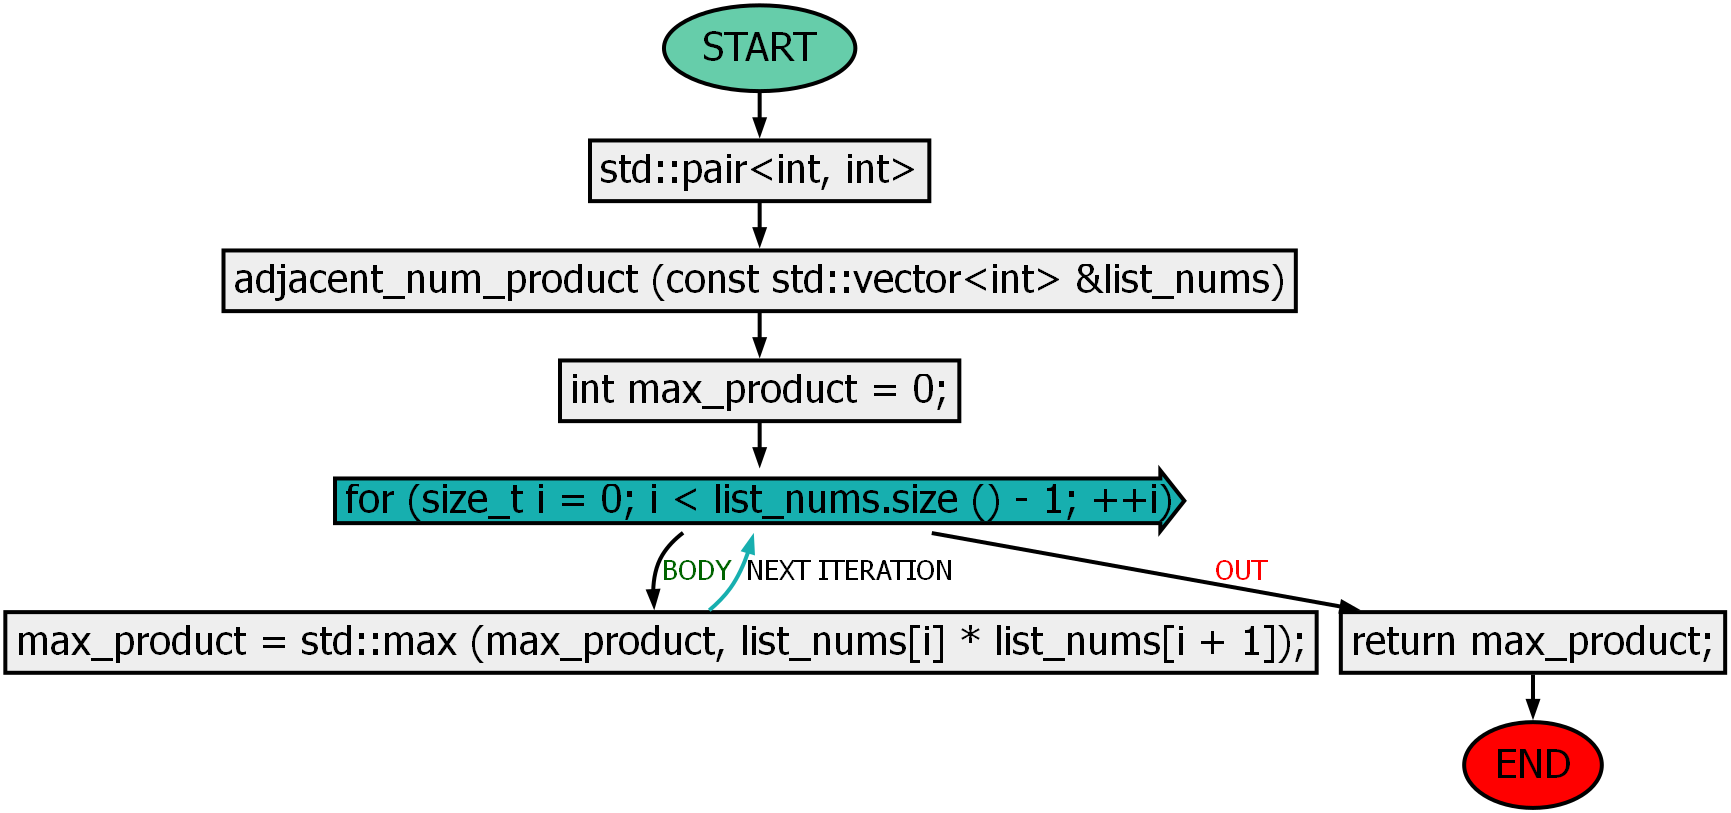 START
std::pair<int, int>
adjacent_num_product (const std::vector<int> &list_nums)
int max_product = 0;
for (size_t i = 0; i < list_nums.size () - 1; ++i)
BODY
NEXT ITERATION
OUT
max_product = std::max (max_product, list_nums[i] * list_nums[i + 1]);
return max_product;
END